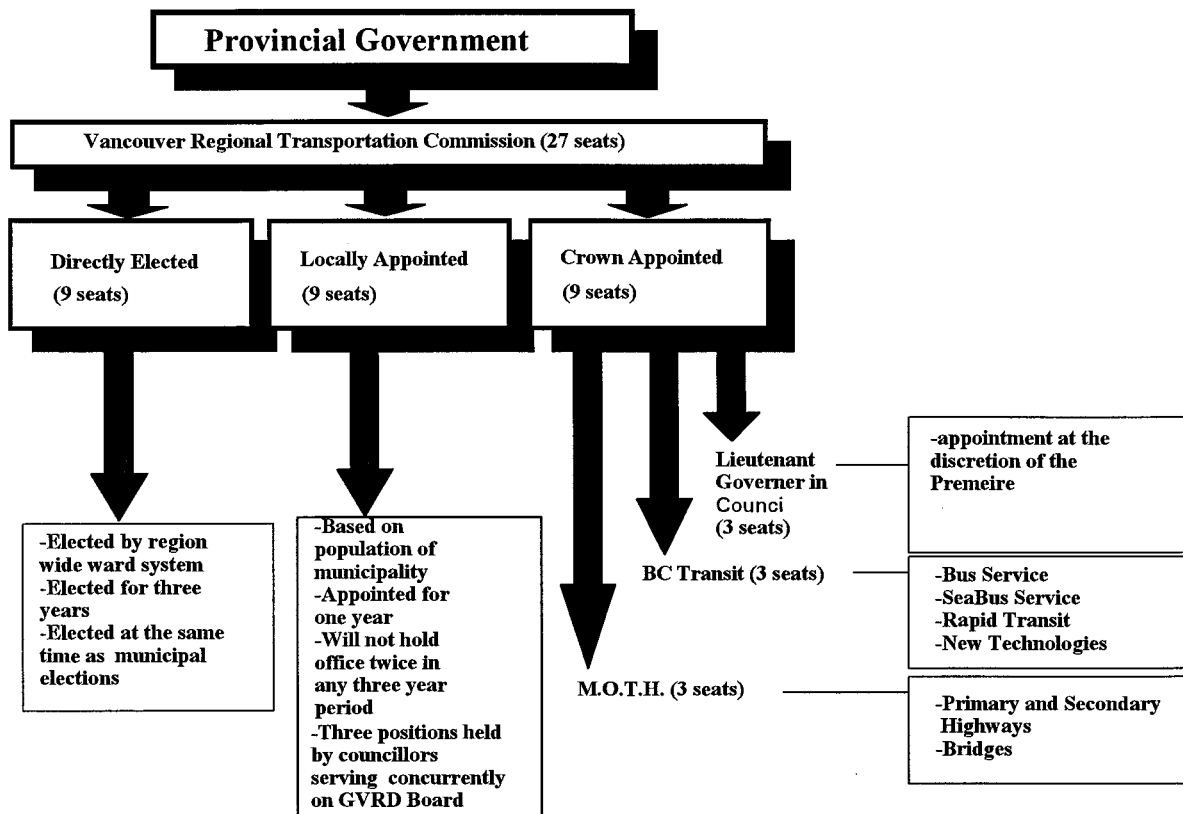 Provincial Government
Vancouver Regional Transportation Commission (27 seats)
Directly Elected
(9 seats)
Locally Appointed
(9 seats)
Crown Appointed
(9 seats)
-Elected by region
wide ward system
-Elected for three
years
-Elected at the same
time as municipal
elections
-Based on
population of
municipality
-Appointed for
one year
-Will not hold
office twice in
any three year
period
-Three positions held
by councillors
serving concurrently
on GVRD Board
Lieutenant
Governer in
Counci
(3 seats)
-appointment at the
discretion of the
Premeire
BC Transit (3 seats)
-Bus Service
-SeaBus Service
-Rapid Transit
-New Technologies
M.O.T.H. (3 seats)
-Primary and Secondary
Highways
-Bridges